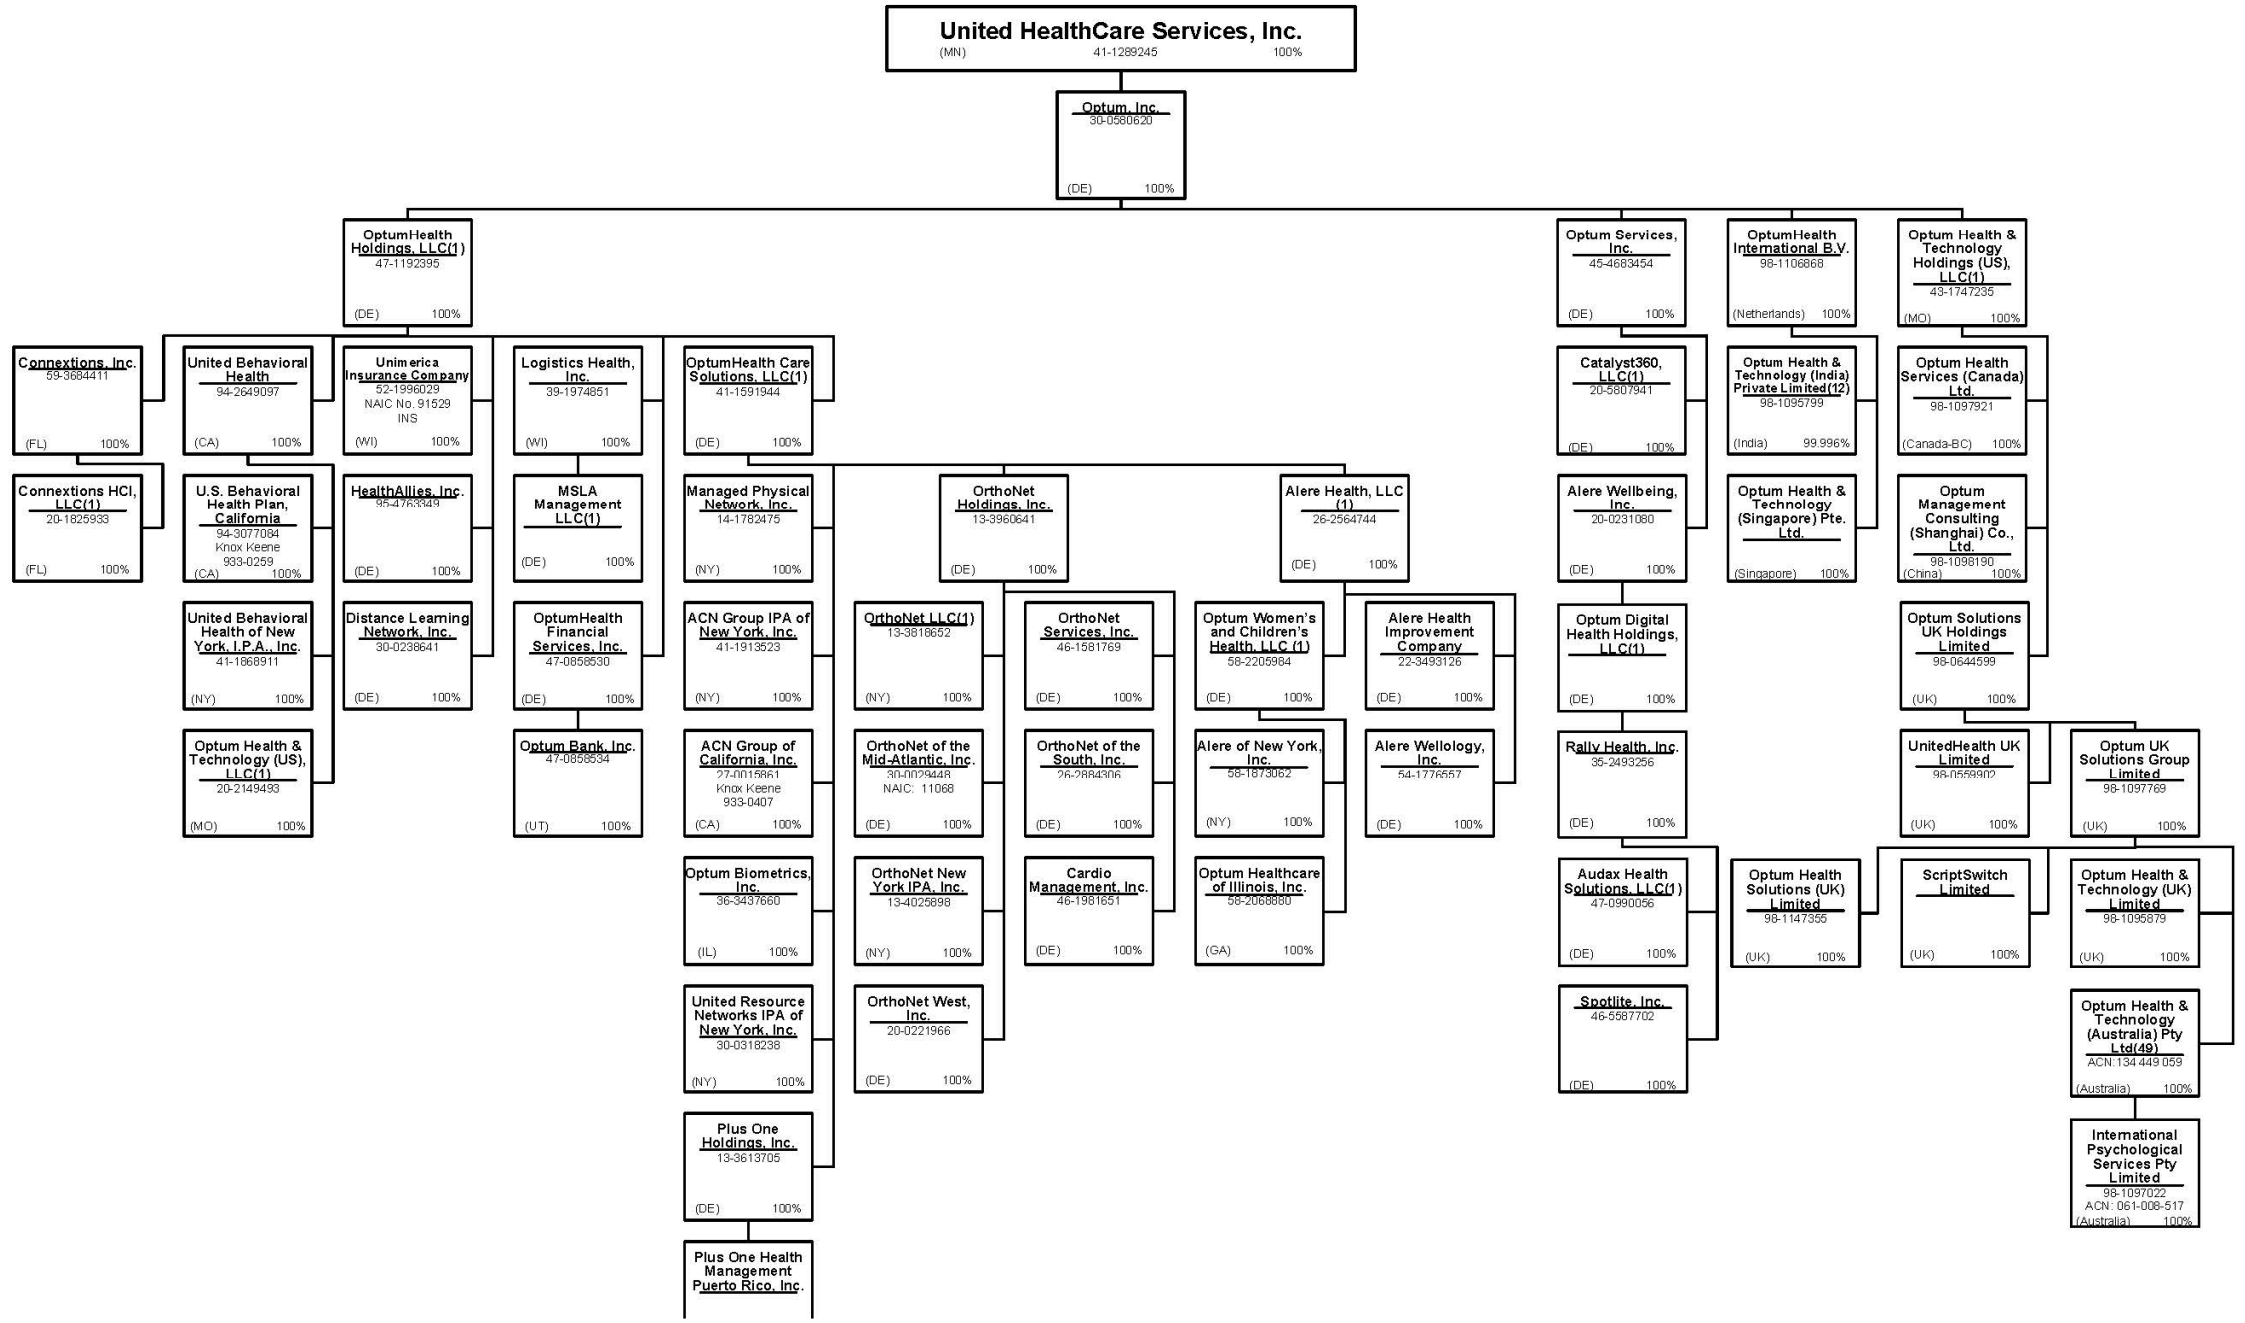 United HealthCare Services, Inc.
(MN) 41-1289245 100%
Optum, Inc.
30-0580620
(DE) 100%
OptumHealth
Holdings, LLC(1)
47-1192395
(DE) 100%
Optum Services,
Inc.
45-4683454
(DE) 100%
OptumHealth
International B.V.
98-1106868
(Netherlands) 100%
Optum Health &
Technology
Holdings (US),
LLC(1)
43-1747235
(MO) 100%
Connextions, Inc.
59-3684411
(FL) 100%
United Behavioral
Health
94-2649097
(CA) 100%
Unimerica
Insurance Company
52-1996029
NAIC No. 91529
INS
(WI) 100%
Logistics Health,
Inc.
39-1974851
(WI) 100%
OptumHealth Care
Solutions, LLC(1)
41-1591944
(DE) 100%
Catalyst360,
LLC(1)
20-5807941
(DE) 100%
Optum Health &
Technology (India)
Private Limited(12)
98-1095799
(India) 99.996%
Optum Health
Services (Canada)
Ltd.
98-1097921
(Canada-BC) 100%
Connextions HCI,
LLC(1)
20-1825933
(FL) 100%
U.S. Behavioral
Health Plan,
California
94-3077084
Knox Keene
933-0259
(CA) 100%
HealthAllies, Inc.
95-4763349
(DE) 100%
MSLA
Management
LLC(1)
(DE) 100%
Managed Physical
Network, Inc.
14-1782475
(NY) 100%
OrthoNet
Holdings, Inc.
13-3960641
(DE) 100%
Alere Health, LLC
(1)
26-2564744
(DE) 100%
Alere Wellbeing,
Inc.
20-0231080
(DE) 100%
Optum Health &
Technology
(Singapore) Pte.
Ltd.
(Singapore) 100%
Optum
Management
Consulting
(Shanghai) Co.,
Ltd.
98-1098190
(China) 100%
United Behavioral
Health of New
York, I.P.A., Inc.
41-1868911
(NY) 100%
Distance Learning
Network, Inc.
30-0238641
(DE) 100%
OptumHealth
Financial
Services, Inc.
47-0858530
(DE) 100%
ACN Group IPA of
New York, Inc.
41-1913523
(NY) 100%
OrthoNet LLC(1)
13-3818652
(NY) 100%
OrthoNet
Services, Inc.
46-1581769
(DE) 100%
Optum Women's
and Children's
Health, LLC (1)
58-2205984
(DE) 100%
Alere Health
Improvement
Company
22-3493126
(DE) 100%
Optum Digital
Health Holdings,
LLC(1)
(DE) 100%
Optum Solutions
UK Holdings
Limited
98-0644599
(UK) 100%
Optum Health &
Technology (US),
LLC(1)
20-2149493
(MO) 100%
Optum Bank, Inc.
47-0858534
(UT) 100%
ACN Group of
California, Inc.
27-0015861
Knox Keene
933-0407
(CA) 100%
OrthoNet of the
Mid-Atlantic, Inc.
30-0029448
NAIC: 11068
(DE) 100%
OrthoNet of the
South, Inc.
26-2884306
(DE) 100%
Alere of New York,
Inc.
58-1873062
(NY) 100%
Alere Wellology,
Inc.
54-1776557
(DE) 100%
Rally Health, Inc.
35-2493256
(DE) 100%
UnitedHealth UK
Limited
98-0559902
(UK) 100%
Optum UK
Solutions Group
Limited
98-1097769
(UK) 100%
Optum Biometrics,
Inc.
36-3437660
(IL) 100%
OrthoNet New
York IPA, Inc.
13-4025898
(NY) 100%
Cardio
Management, Inc.
46-1981651
(DE) 100%
Optum Healthcare
of Illinois, Inc.
58-2068880
(GA) 100%
Audax Health
Solutions, LLC(1)
47-0990056
(DE) 100%
Optum Health
Solutions (UK)
Limited
98-1147355
(UK) 100%
ScriptSwitch
Limited
(UK) 100%
Optum Health &
Technology (UK)
Limited
98-1095879
(UK) 100%
United Resource
Networks IPA of
New York, Inc.
30-0318238
(NY) 100%
OrthoNet West,
Inc.
20-0221966
(DE) 100%
Spotlite, Inc.
46-5587702
(DE) 100%
Optum Health &
Technology
(Australia) Pty
Ltd(49)
ACN:134 449 059
(Australia) 100%
Plus One
Holdings, Inc.
13-3613705
(DE) 100%
International
Psychological
Services Pty
Limited
98-1097022
ACN: 061-008-517
(Australia) 100%
Plus One Health
Management
Puerto Rico, Inc.